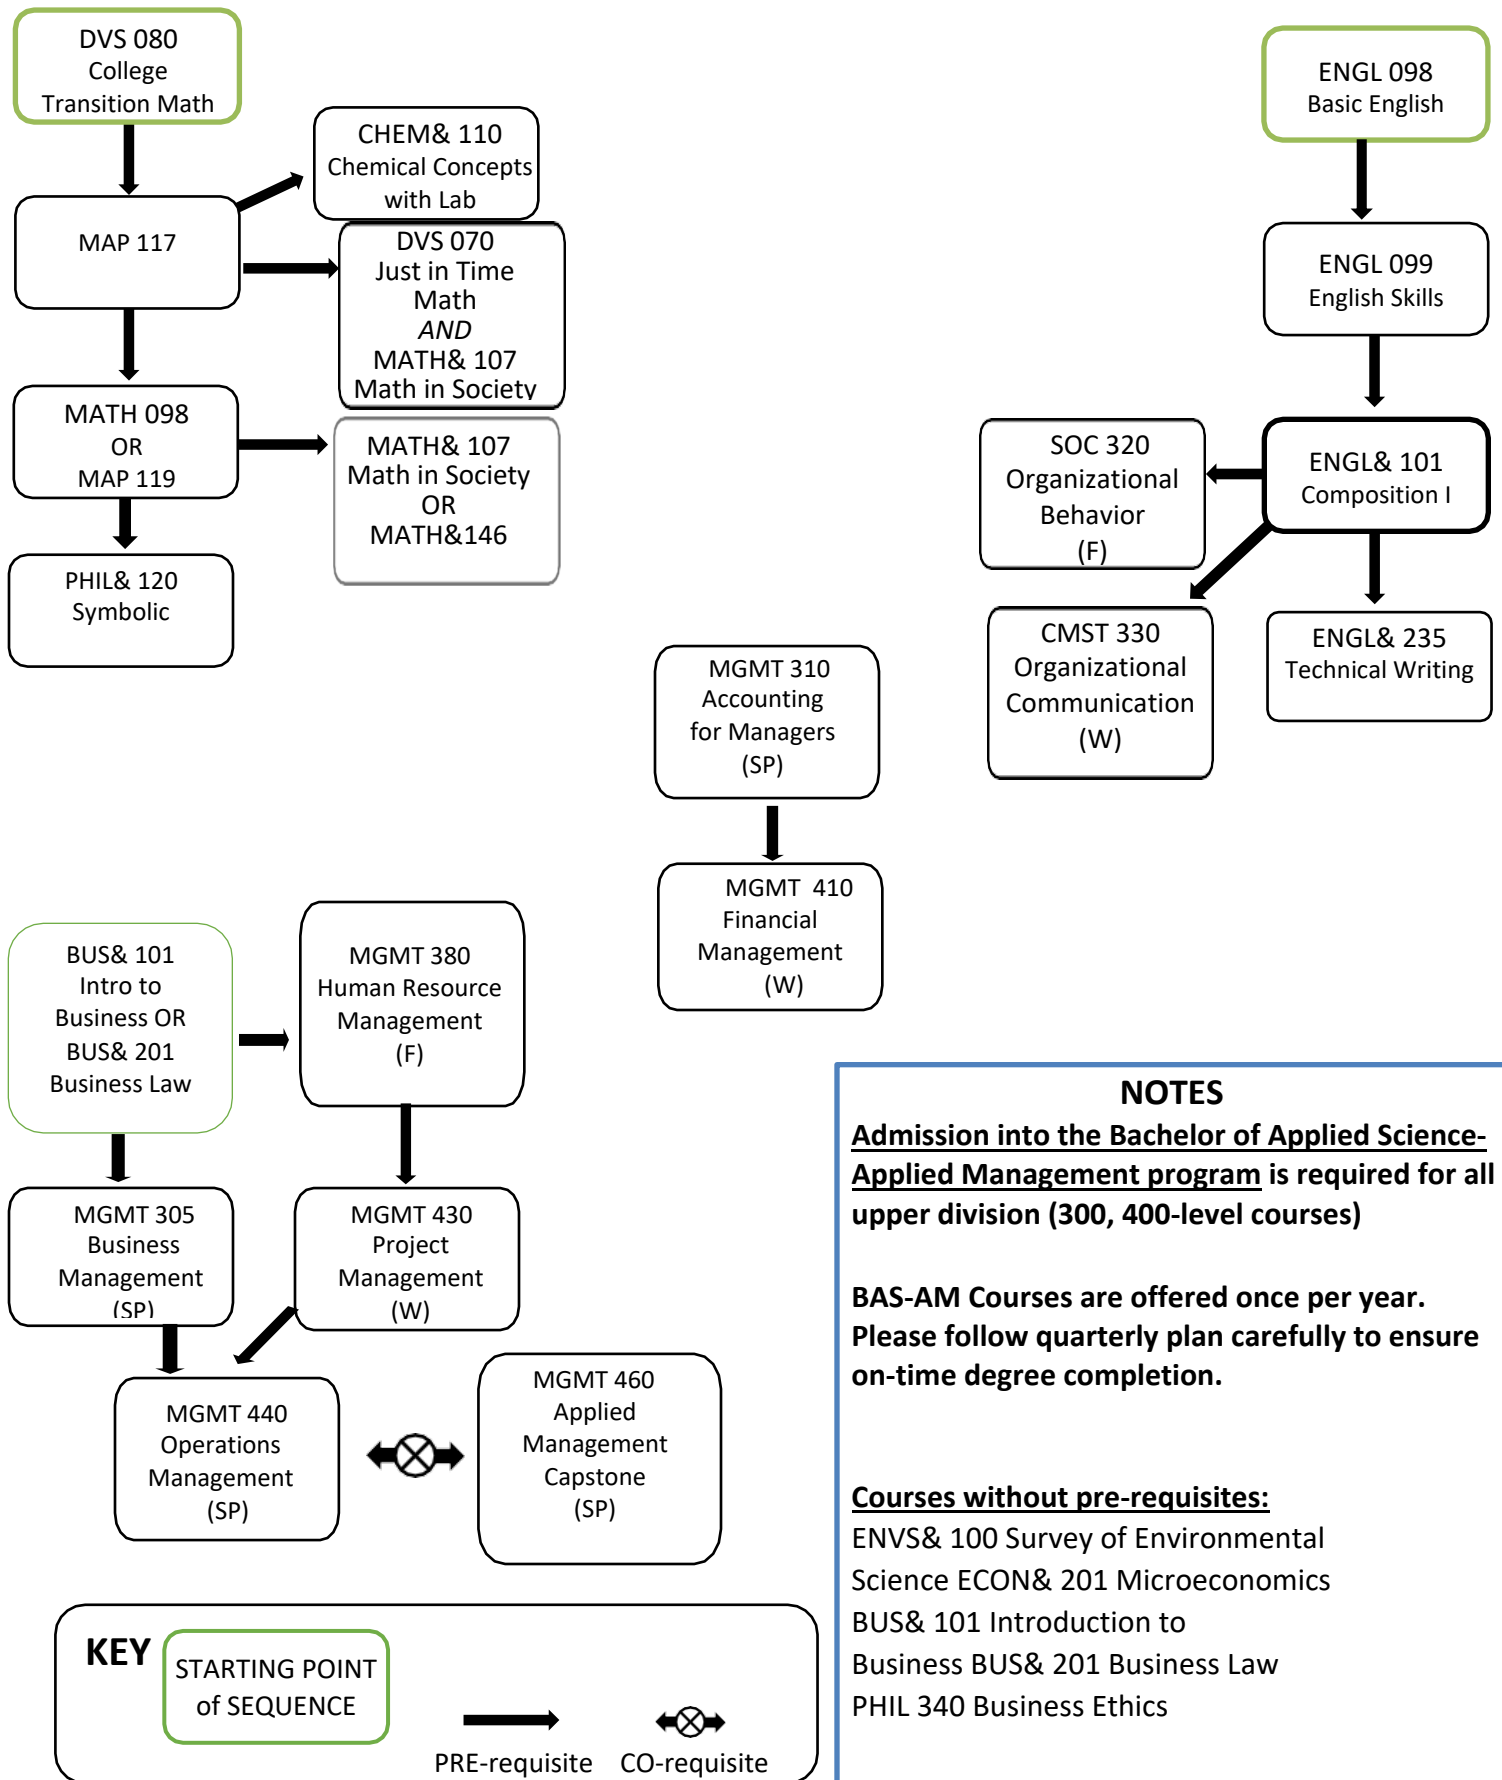 DVS 080
College
Transition Math
CHEM& 110
Chemical Concepts
with Lab
MAP 117
DVS 070
Just in Time
Math
AND
MATH& 107
Math in Society
MATH 098
OR
MAP 119
MATH& 107
Math in Society
OR
MATH&146
PHIL& 120
Symbolic
ENGL 098
Basic English
ENGL 099
English Skills
ENGL& 101
Composition I
SOC 320
Organizational
Behavior
(F)
CMST 330
Organizational
Communication
(W)
ENGL& 235
Technical Writing
MGMT 310
Accounting
for Managers
(SP)
MGMT 410
Financial
Management
(W)
BUS& 101
Intro to
Business OR
BUS& 201
Business Law
MGMT 380
Human Resource
Management
(F)
MGMT 305
Business
Management
(SP)
MGMT 430
Project
Management
(W)
MGMT 440
Operations
Management
(SP)
MGMT 460
Applied
Management
Capstone
(SP)
NOTES
Admission into the Bachelor of Applied Science-
Applied Management program is required for all
upper division (300, 400-level courses)
BAS-AM Courses are offered once per year.
Please follow quarterly plan carefully to ensure
on-time degree completion.
Courses without pre-requisites:
ENVS& 100 Survey of Environmental
Science ECON& 201 Microeconomics
BUS& 101 Introduction to
Business BUS& 201 Business Law
PHIL 340 Business Ethics
KEY
STARTING POINT
of SEQUENCE
PRE-requisite
CO-requisite